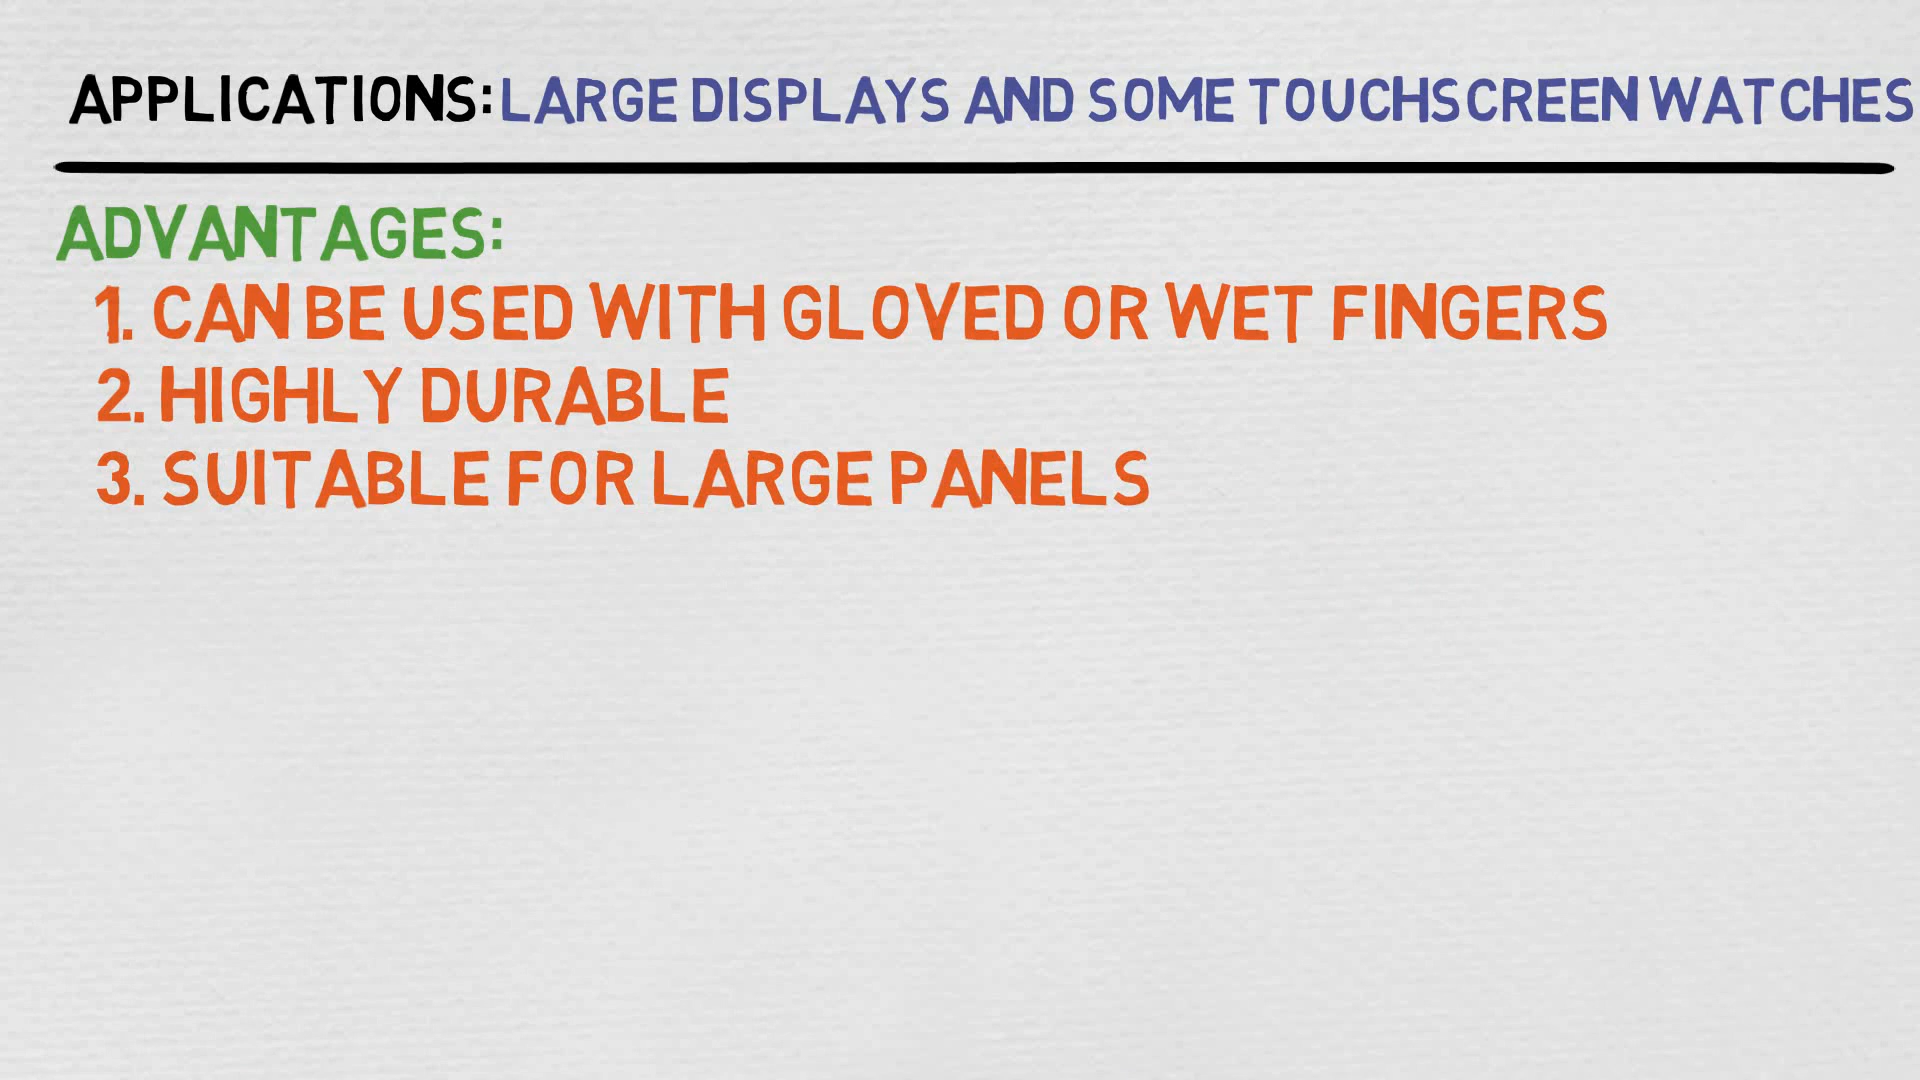 APPLICATIONS: LARGE DISPLAYS AND SOME TOUCHSCREEN WATCHES
ADVANTAGES:
1. CAN BE USED WITH GLOVED OR WET FINGERS
2. HIGHLY DURABLE
3. SUITABLE FOR LARGE PANELS